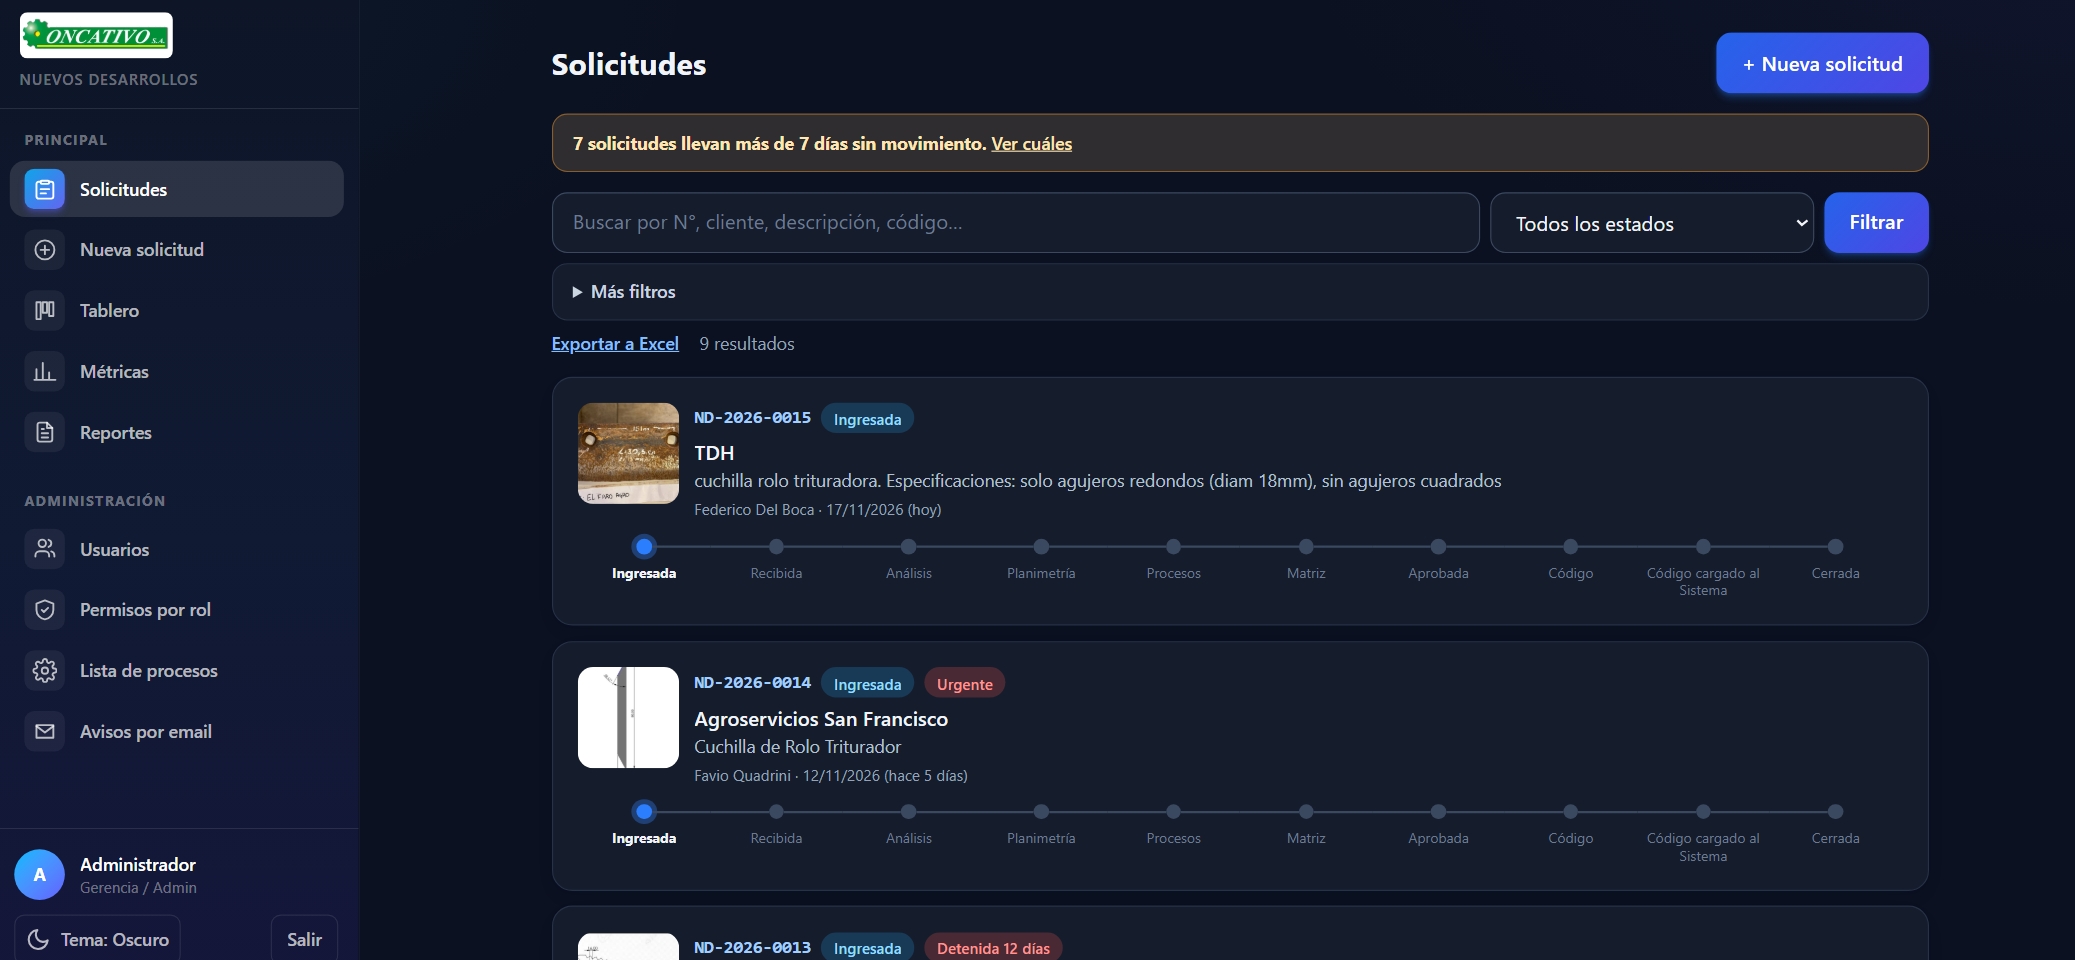 ONCATIVO S.A.
NUEVOS DESARROLLOS
PRINCIPAL
Solicitudes
Nueva solicitud
Tablero
Métricas
Reportes
ADMINISTRACIÓN
Usuarios
Permisos por rol
Lista de procesos
Avisos por email
A
Administrador
Gerencia / Admin
Tema: Oscuro
Salir
Solicitudes
+ Nueva solicitud
7 solicitudes llevan más de 7 días sin movimiento. Ver cuáles
Buscar por N°, cliente, descripción, código...
Todos los estados
Filtrar
Más filtros
Exportar a Excel 9 resultados
ND-2026-0015 Ingresada
TDH
cuchilla rolo trituradora. Especificaciones: solo agujeros redondos (diam 18mm), sin agujeros cuadrados
Federico Del Boca · 17/11/2026 (hoy)
Ingresada
Recibida
Análisis
Planimetría
Procesos
Matriz
Aprobada
Código
Código cargado al
Sistema
Cerrada
ND-2026-0014 Ingresada Urgente
Agroservicios San Francisco
Cuchilla de Rolo Triturador
Favio Quadrini · 12/11/2026 (hace 5 días)
Ingresada
Recibida
Análisis
Planimetría
Procesos
Matriz
Aprobada
Código
Código cargado al
Sistema
Cerrada
ND-2026-0013 Ingresada Detenida 12 días